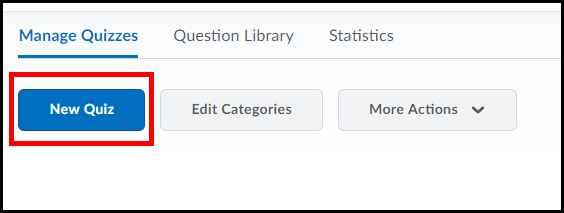 Manage Quizzes Question Library Statistics
New Quiz Edit Categories More Actions